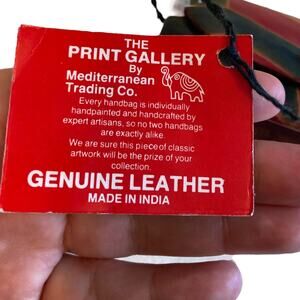 THE
PRINT GALLERY
By
Mediterranean
Trading Co.
Every handbag is individually
handpainted and handcrafted by
expert artisans, so no two handbags
are exactly alike.
We are sure this piece of classic
artwork will be the prize of your
collection.
GENUINE LEATHER
MADE IN INDIA